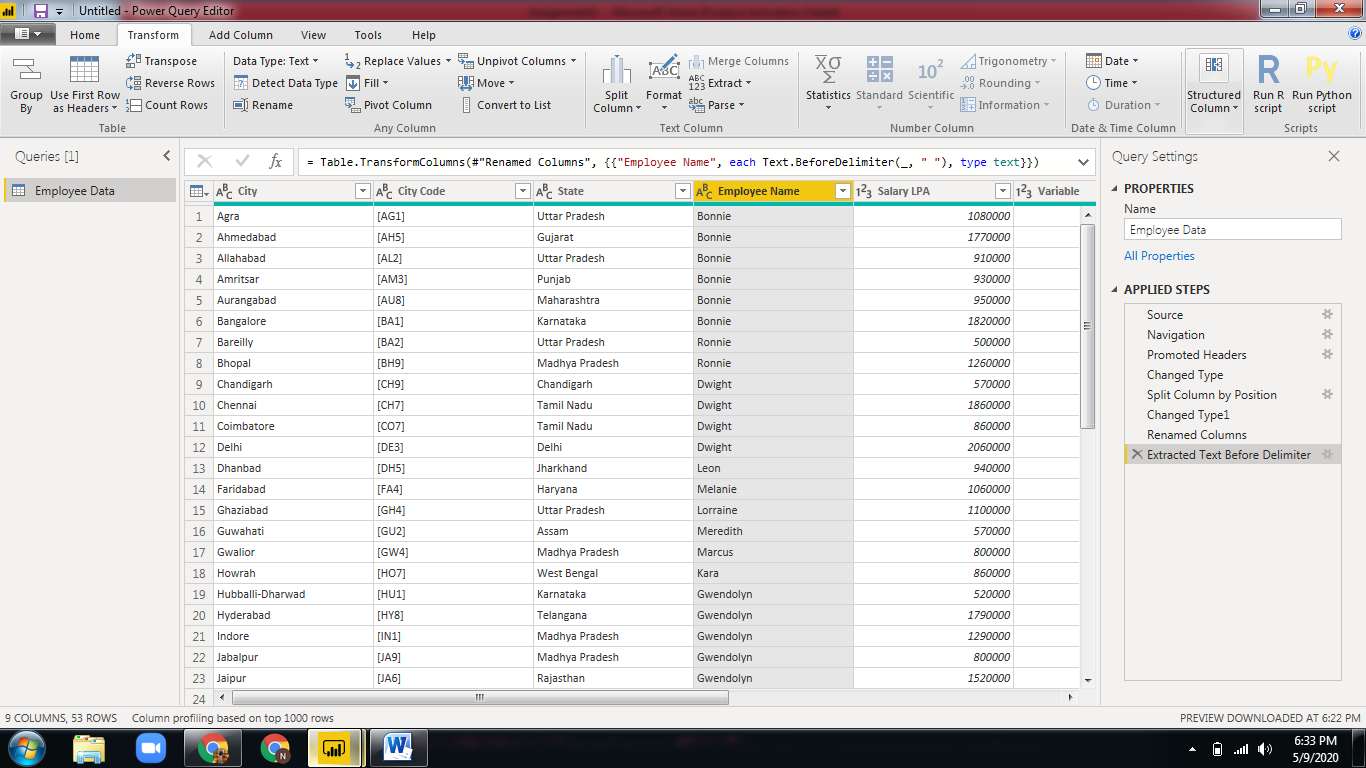 Untitled - Power Query Editor
Home Transform Add Column View Tools Help
Group By
Use First Row as Headers
Transpose
Reverse Rows
Count Rows
Table
Data Type: Text
Detect Data Type
Rename
Replace Values
Fill
Pivot Column
Unpivot Columns
Move
Convert to List
Any Column
Split Column
Format
Merge Columns
Extract
Parse
Text Column
Statistics
Standard
Scientific
Trigonometry
Rounding
Information
Number Column
Date
Time
Duration
Date & Time Column
Structured Column
Run R script
Run Python script
Scripts
Queries [1]
Employee Data
= Table.TransformColumns(#"Renamed Columns", {{"Employee Name", each Text.BeforeDelimiter(_, " "), type text}})
City City Code State Employee Name Salary LPA Variable
1 Agra [AG1] Uttar Pradesh Bonnie 1080000
2 Ahmedabad [AH5] Gujarat Bonnie 1770000
3 Allahabad [AL2] Uttar Pradesh Bonnie 910000
4 Amritsar [AM3] Punjab Bonnie 930000
5 Aurangabad [AU8] Maharashtra Bonnie 950000
6 Bangalore [BA1] Karnataka Bonnie 1820000
7 Bareilly [BA2] Uttar Pradesh Ronnie 500000
8 Bhopal [BH9] Madhya Pradesh Ronnie 1260000
9 Chandigarh [CH9] Chandigarh Dwight 570000
10 Chennai [CH7] Tamil Nadu Dwight 1860000
11 Coimbatore [CO7] Tamil Nadu Dwight 860000
12 Delhi [DE3] Delhi Dwight 2060000
13 Dhanbad [DH5] Jharkhand Leon 940000
14 Faridabad [FA4] Haryana Melanie 1060000
15 Ghaziabad [GH4] Uttar Pradesh Lorraine 1100000
16 Guwahati [GU2] Assam Meredith 570000
17 Gwalior [GW4] Madhya Pradesh Marcus 800000
18 Howrah [HO7] West Bengal Kara 860000
19 Hubballi-Dharwad [HU1] Karnataka Gwendolyn 520000
20 Hyderabad [HY8] Telangana Gwendolyn 1790000
21 Indore [IN1] Madhya Pradesh Gwendolyn 1290000
22 Jabalpur [JA9] Madhya Pradesh Gwendolyn 800000
23 Jaipur [JA6] Rajasthan Gwendolyn 1520000
24
Query Settings
PROPERTIES
Name
Employee Data
All Properties
APPLIED STEPS
Source
Navigation
Promoted Headers
Changed Type
Split Column by Position
Changed Type1
Renamed Columns
Extracted Text Before Delimiter
9 COLUMNS, 53 ROWS Column profiling based on top 1000 rows
PREVIEW DOWNLOADED AT 6:22 PM
6:33 PM
5/9/2020